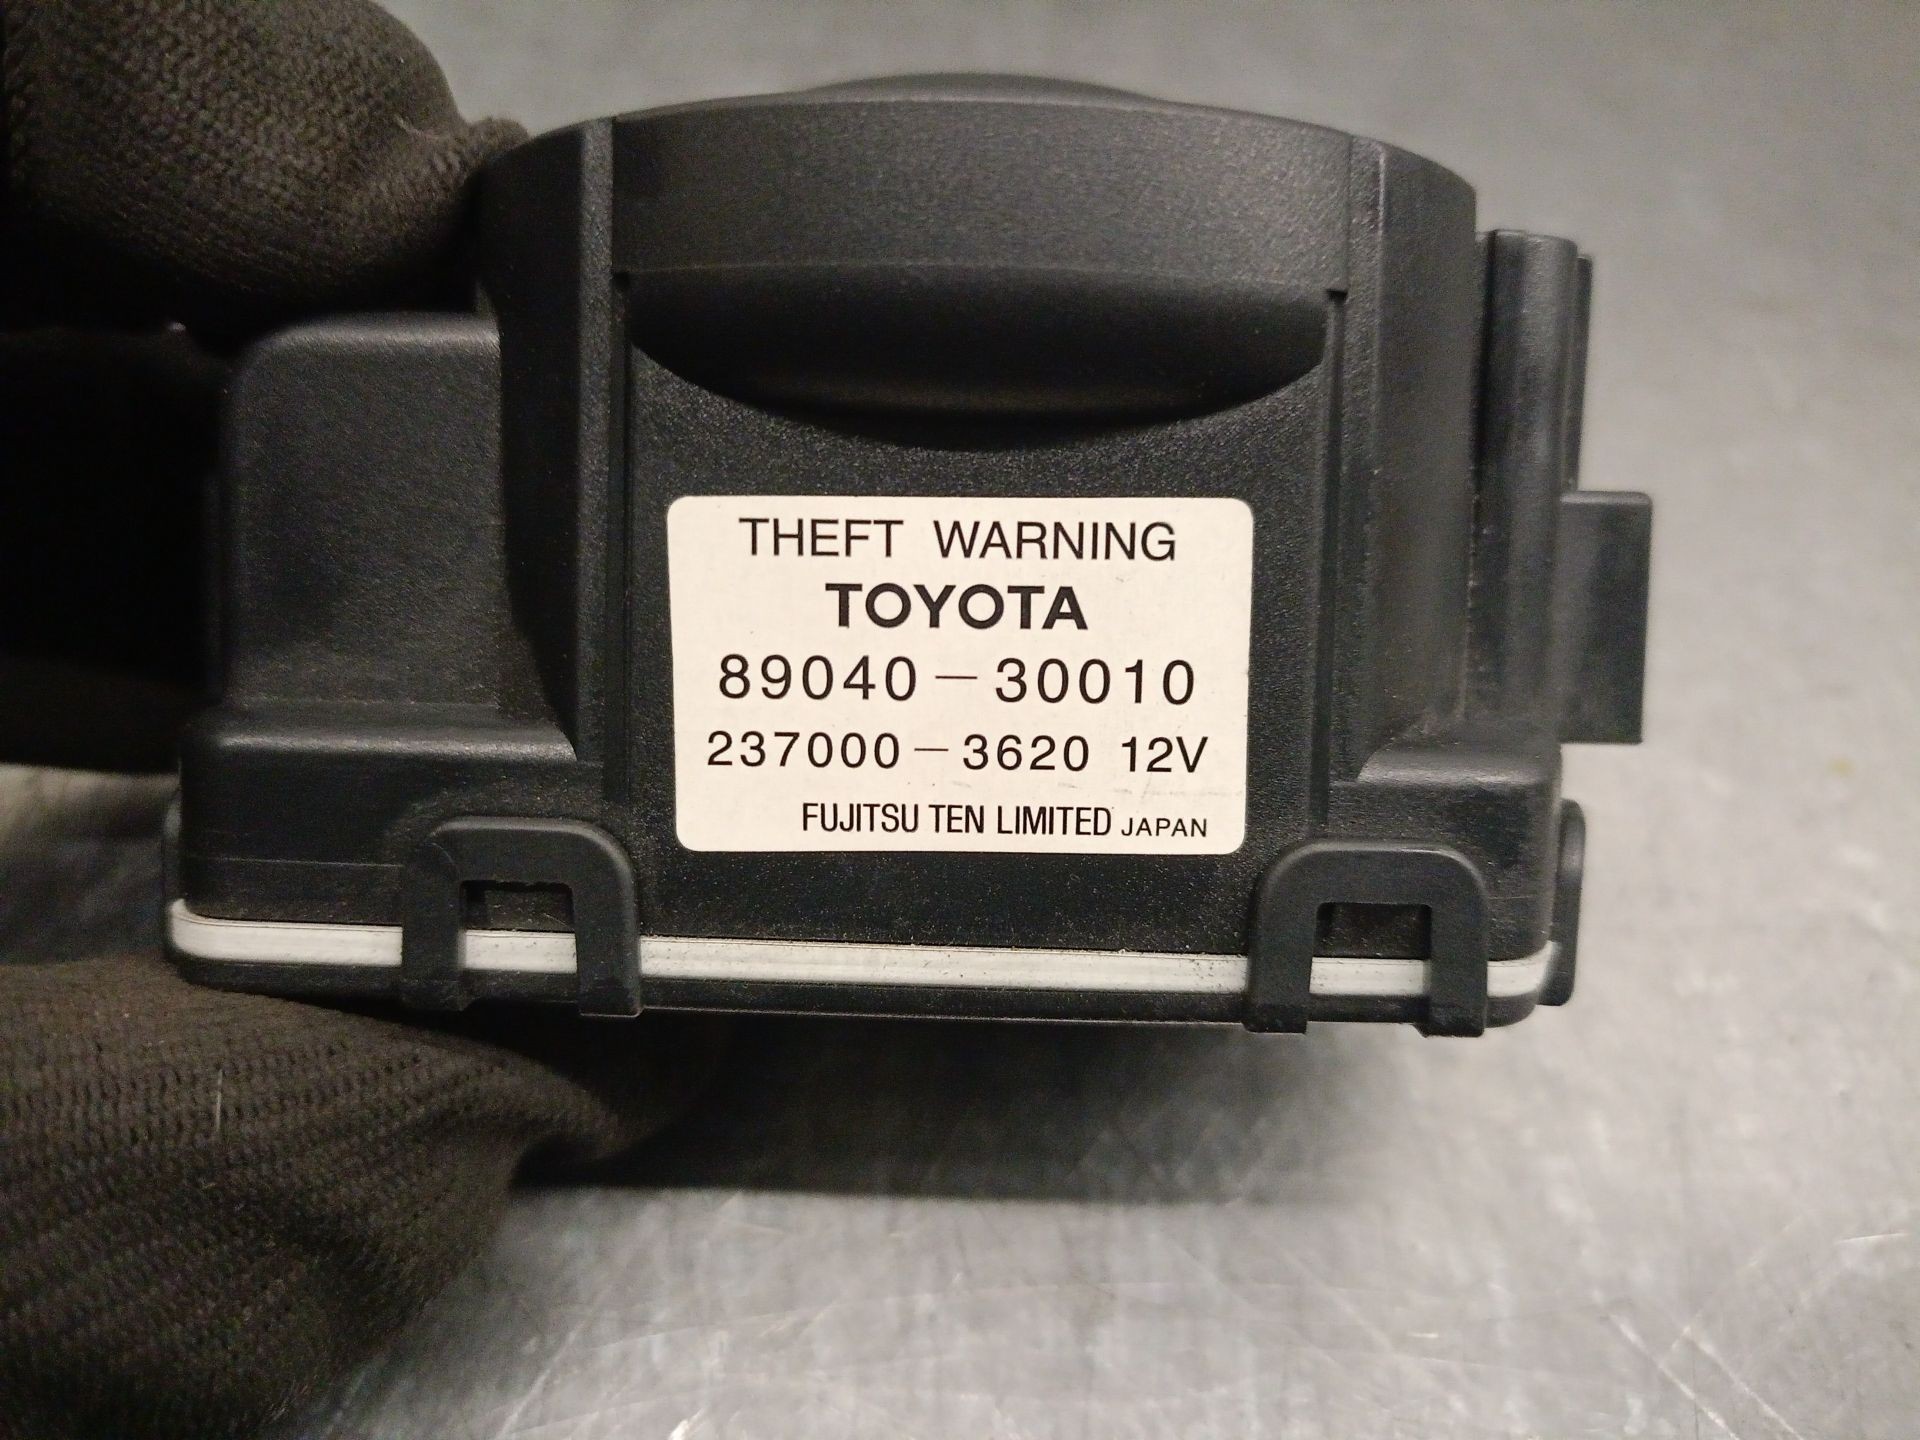 THEFT WARNING
TOYOTA
89040-30010
237000-3620 12V
FUJITSU TEN LIMITED JAPAN